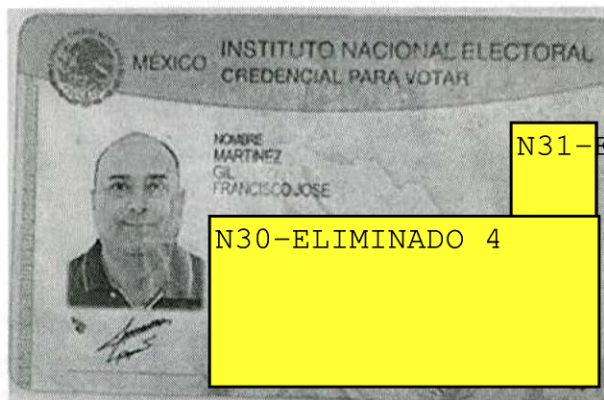 MÉXICO INSTITUTO NACIONAL ELECTORAL
CREDENCIAL PARA VOTAR
NOMBRE
MARTINEZ
GIL
FRANCISCO JOSE
N31-E
N30-ELIMINADO 4